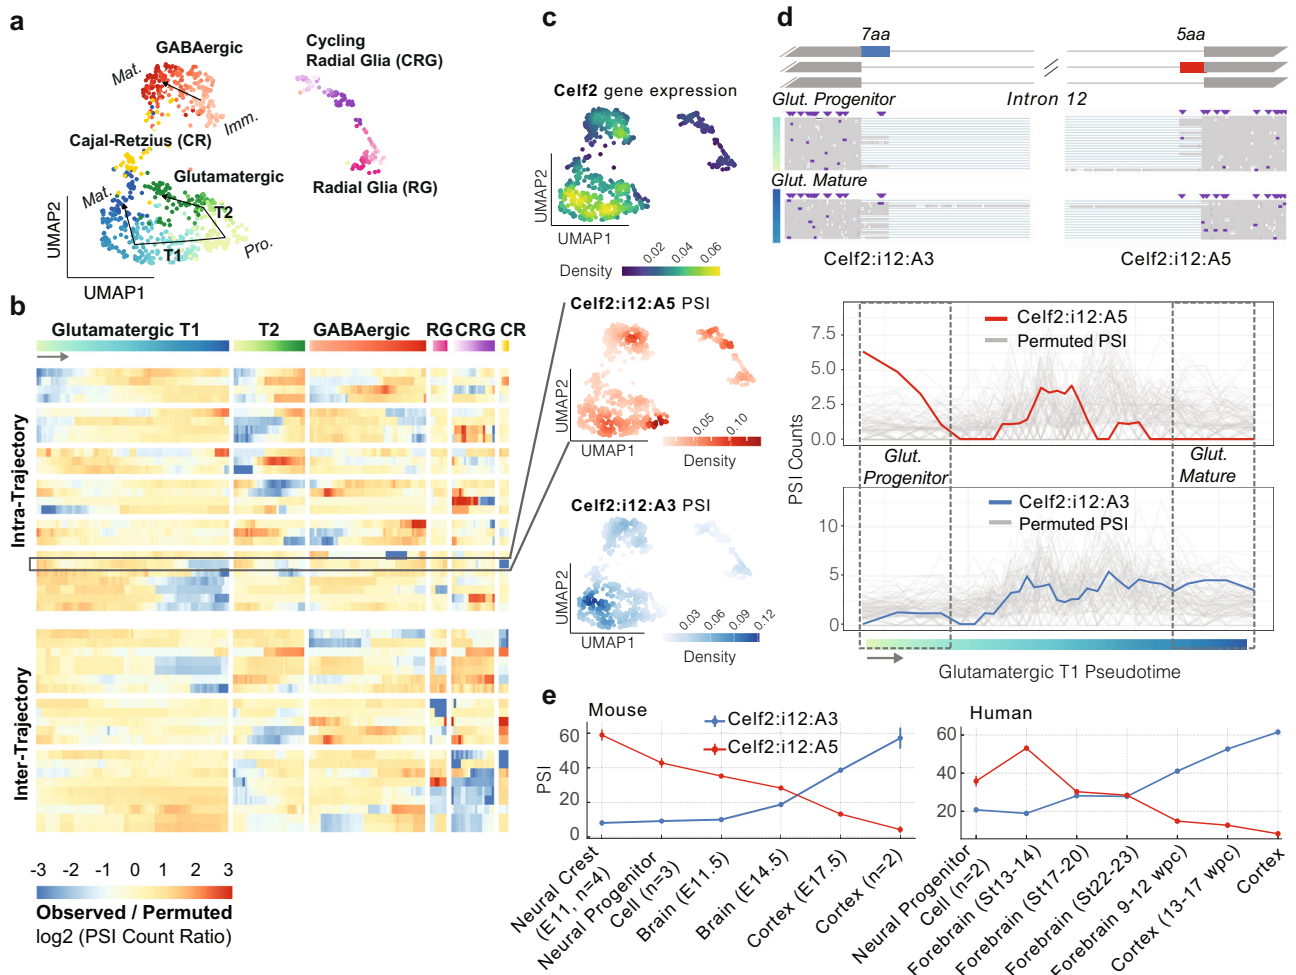 a
GABAergic
Mat.
Imm.
Cycling
Radial Glia (CRG)
Cajal-Retzius (CR)
Glutamatergic
Radial Glia (RG)
Mat.
T2
T1
Pro.
UMAP2
UMAP1
b
Glutamatergic T1
T2
GABAergic
RG
CRG
CR
Intra-Trajectory
Inter-Trajectory
-3 -2 -1 0 1 2 3
Observed / Permuted
log2 (PSI Count Ratio)
c
Celf2 gene expression
UMAP2
UMAP1
Density
0.02
0.04
0.06
Celf2:i12:A5 PSI
UMAP2
UMAP1
0.05
0.10
Density
Celf2:i12:A3 PSI
UMAP2
UMAP1
0.03
0.06
0.09
0.12
Density
d
7aa
5aa
Glut. Progenitor
Intron 12
Glut. Mature
Celf2:i12:A3
Celf2:i12:A5
7.5
5.0
2.5
0.0
Celf2:i12:A5
Permuted PSI
PSI Counts
Glut.
Progenitor
Glut.
Mature
10
5
0
Celf2:i12:A3
Permuted PSI
Glutamatergic T1 Pseudotime
e
Mouse
Celf2:i12:A3
Celf2:i12:A5
PSI
60
40
20
0
Neural Crest
(E11, n=4)
Neural Progenitor
Cell (n=3)
Brain (E11.5)
Brain (E14.5)
Cortex (E17.5)
Cortex (n=2)
Human
60
40
20
Neural Progenitor
Cell (n=2)
Forebrain (St13-14)
Forebrain (St17-20)
Forebrain (St22-23)
Forebrain 9-12 wpc)
Cortex (13-17 wpc)
Cortex